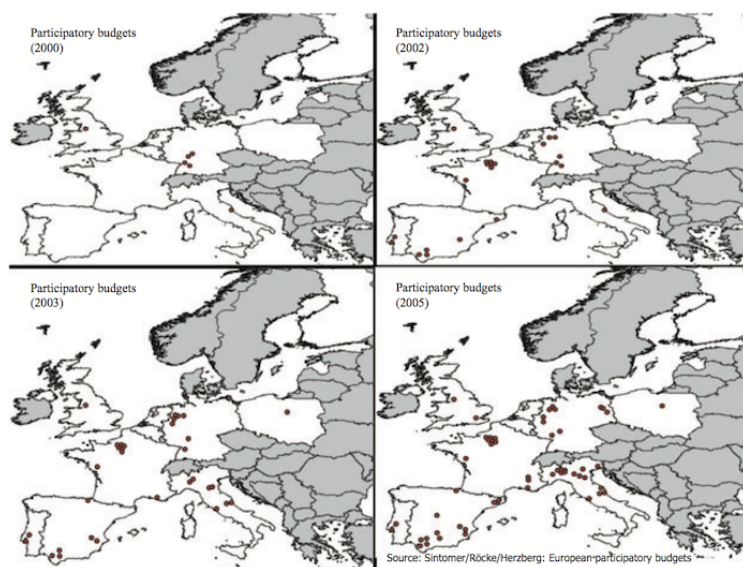 Participatory budgets
(2000)
Participatory budgets
(2002)
Participatory budgets
(2003)
Participatory budgets
(2005)
Source: Sintomer/Röcke/Herzberg: European participatory budgets